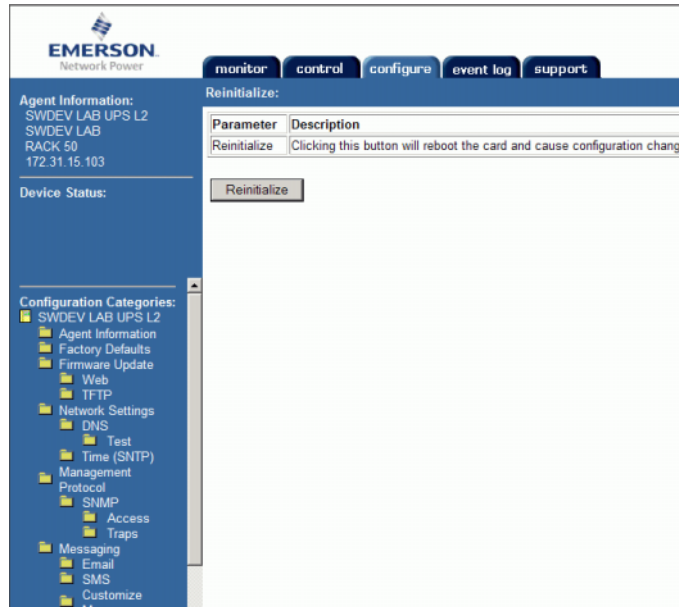 EMERSON
Network Power
monitor control configure event log support
Agent Information:
SWDEV LAB UPS L2
SWDEV LAB
RACK 50
172.31.15.103
Device Status:
Configuration Categories:
SWDEV LAB UPS L2
Agent Information
Factory Defaults
Firmware Update
Web
TFTP
Network Settings
DNS
Test
Time (SNTP)
Management
Protocol
SNMP
Access
Traps
Messaging
Email
SMS
Customize
Reinitialize:
Parameter Description
Reinitialize Clicking this button will reboot the card and cause configuration chang
Reinitialize